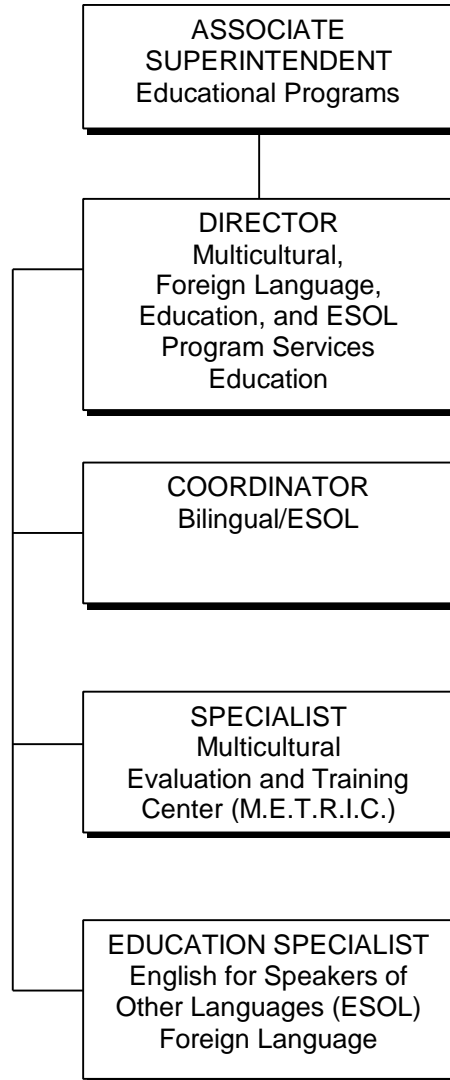 ASSOCIATE
SUPERINTENDENT
Educational Programs
DIRECTOR
Multicultural,
Foreign Language,
Education, and ESOL
Program Services
Education
COORDINATOR
Bilingual/ESOL
SPECIALIST
Multicultural
Evaluation and Training
Center (M.E.T.R.I.C.)
EDUCATION SPECIALIST
English for Speakers of
Other Languages (ESOL)
Foreign Language